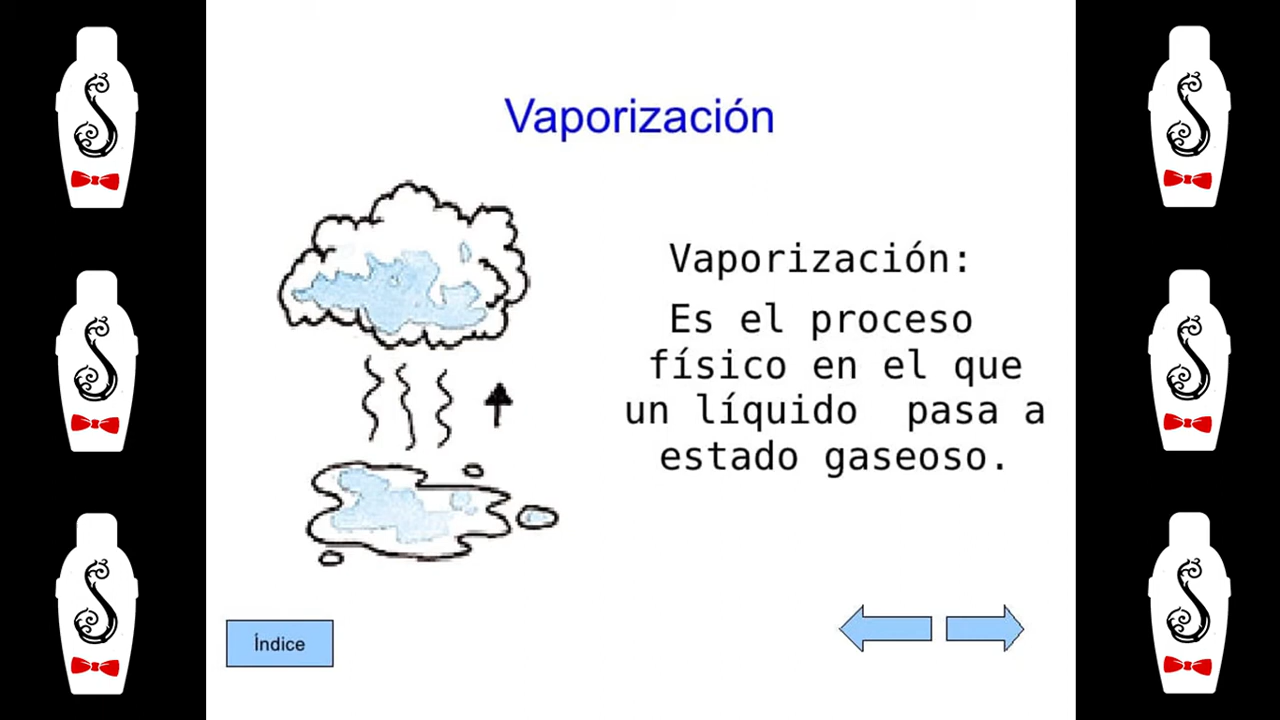 Vaporización
Vaporización:
Es el proceso
físico en el que
un líquido  pasa a
estado gaseoso.
Índice